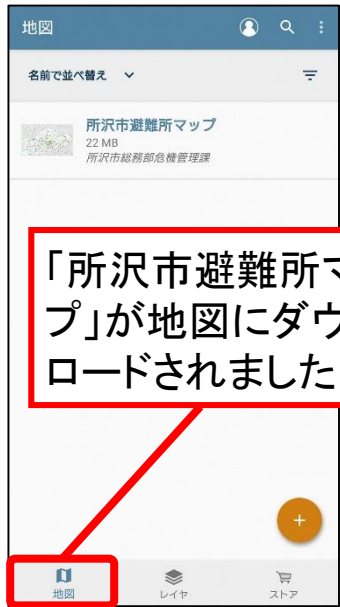 地図
名前で並べ替え
所沢市避難所マップ
22 MB
所沢市総務部危機管理課
「所沢市避難所マ
プ」が地図にダウ
ロードされました
地図
レイヤ
ストア